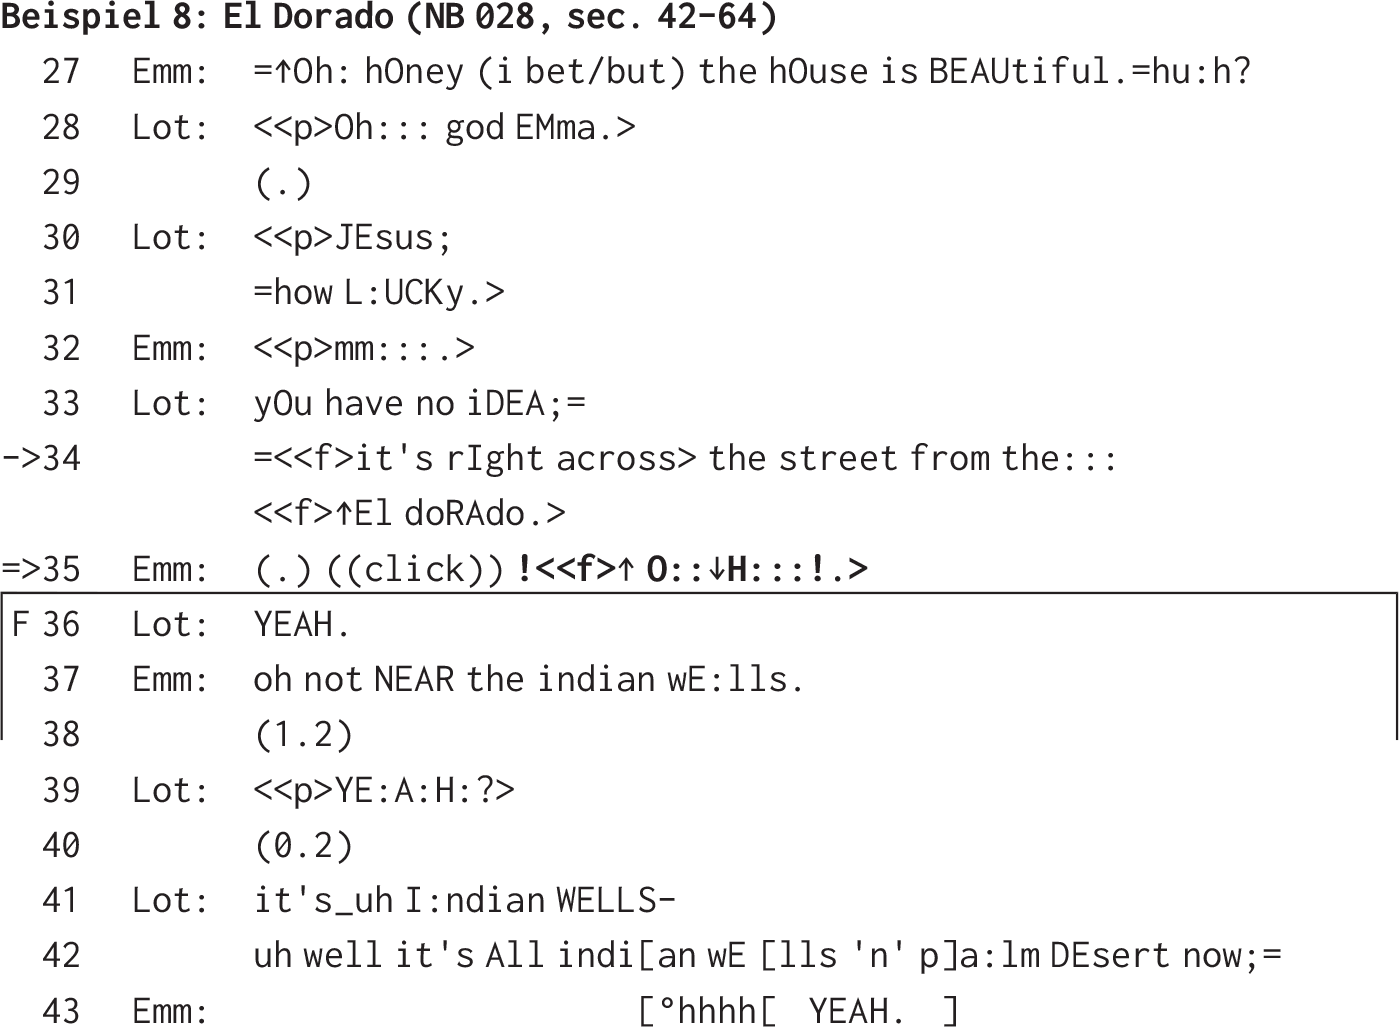 Beispiel 8: El Dorado (NB 028, sec. 42–64)
27 Emm: =↑Oh: hOney (i bet/but) the hOuse is BEAUtiful.=hu:h?
28 Lot: <<p>Oh::: god EMma.>
29 (.)
30 Lot: <<p>JEsus;
31 =how L:UCKy.>
32 Emm: <<p>mm:::.>
33 Lot: yOu have no iDEA;=
->34 =<<f>it's rIght across> the street from the:::
<<f>↑El doRAdo.>
=>35 Emm: (.) ((click)) !<<f>↑ O::↓H:::!.>
F 36 Lot: YEAH.
37 Emm: oh not NEAR the indian wE:lls.
38 (1.2)
39 Lot: <<p>YE:A:H:?>
40 (0.2)
41 Lot: it's_uh I:ndian WELLS-
42 uh well it's All indi[an wE [lls 'n' p]a:lm DEsert now;=
43 Emm: [°hhhh[ YEAH. ]